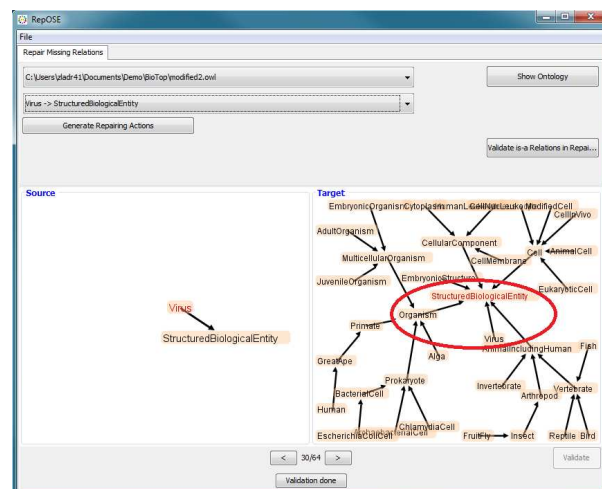 RepOSE
File
Repair Missing Relations
C:\Users\zladr41\Documents\Demo\BioTop\modified2.owl
Show Ontology
Virus -> StructuredBiologicalEntity
Generate Repairing Actions
Validate is-a Relations in Repai...
Source
Target
EmbryonicOrganism Cytoplasm ModifiedCell
CellInVivo
AdultOrganism
CellularComponent
Cell AnimalCell
MulticellularOrganism
CellMembrane
JuvenileOrganism
EmbryonicStructure
EukaryoticCell
StructuredBiologicalEntity
Virus
Organism
Primate
StructuredBiologicalEntity
Virus
Fish
AnimalIncludingHuman
GreatApe
Alga
Prokaryote
Invertebrate
Vertebrate
BacterialCell
Arthropod
Human
ChlamydiaCell
EscherichiaColiCell
FruitFly Insect Reptile Bird
< 30/64 >
Validate
Validation done